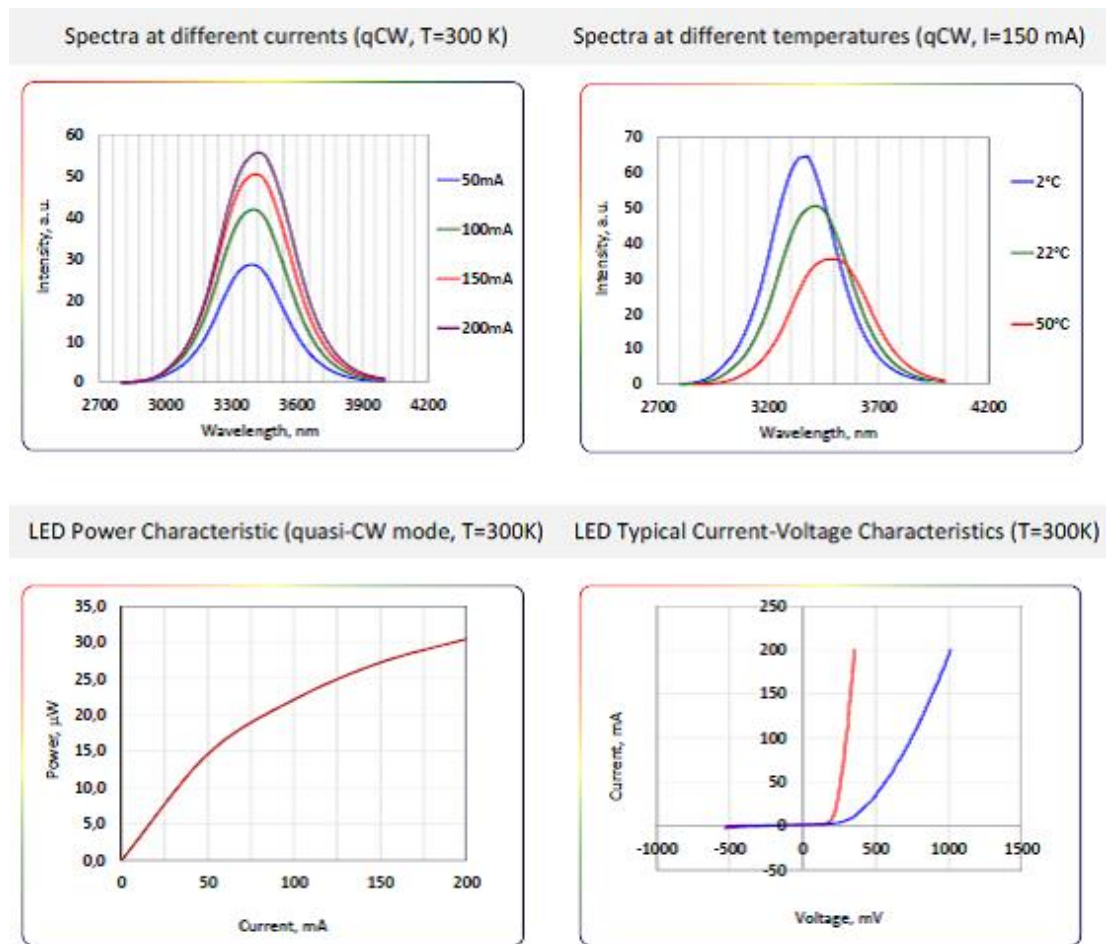 Spectra at different currents (qCW, T=300 K)
Spectra at different temperatures (qCW, I=150 mA)
60
50
40
30
20
10
0
Intensity, a.u.
2700 3000 3300 3600 3900 4200
Wavelength, nm
50mA
100mA
150mA
200mA
70
60
50
40
30
20
10
0
Intensity, a.u.
2700 3200 3700 4200
Wavelength, nm
2°C
22°C
50°C
LED Power Characteristic (quasi-CW mode, T=300K)
LED Typical Current-Voltage Characteristics (T=300K)
35,0
30,0
25,0
20,0
15,0
10,0
5,0
0,0
Power, µW
0 50 100 150 200
Current, mA
250
200
150
100
50
0
-50
Current, mA
-1000 -500 0 500 1000 1500
Voltage, mV